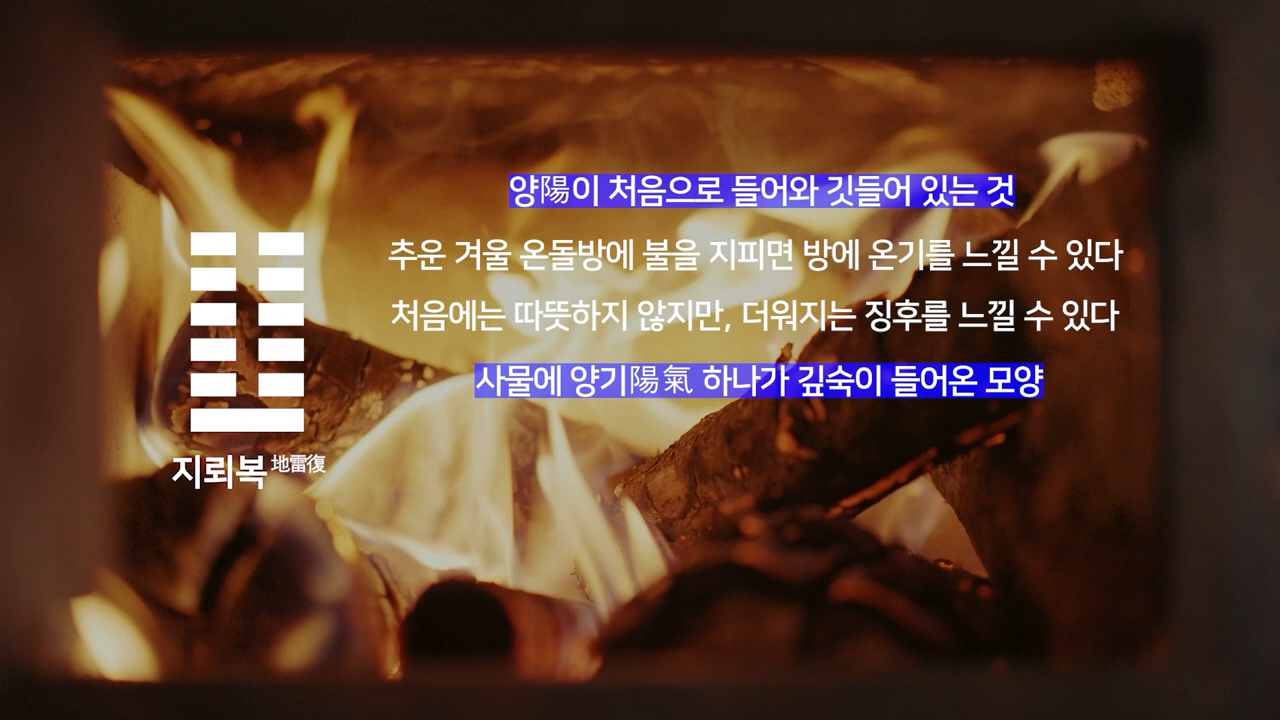 양陽이 처음으로 들어와 깃들어 있는 것
추운 겨울 온돌방에 불을 지피면 방에 온기를 느낄 수 있다
처음에는 따뜻하지 않지만, 더워지는 징후를 느낄 수 있다
사물에 양기陽氣 하나가 깊숙이 들어온 모양
지뢰복地雷復